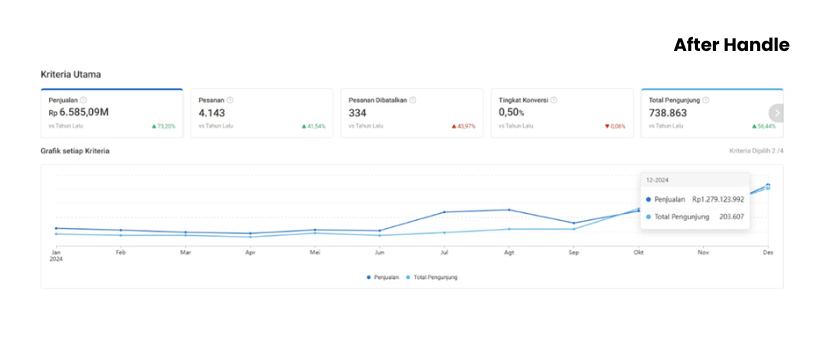 After Handle
Kriteria Utama
Penjualan
Rp 6.585,09M
vs Tahun Lalu 73,20%
Pesanan
4.143
vs Tahun Lalu 41,54%
Pesanan Dibatalkan
334
vs Tahun Lalu 43,97%
Tingkat Konversi
0,50%
vs Tahun Lalu 0,06%
Total Pengunjung
738.863
vs Tahun Lalu 56,44%
Grafik setiap Kriteria
Kriteria Dipilih 2 /4
12-2024
Penjualan Rp1.279.123.992
Total Pengunjung 203.607
Jan Feb Mar Apr Mei Jun Jul Agt Sep Okt Nov Des
2024
Penjualan Total Pengunjung